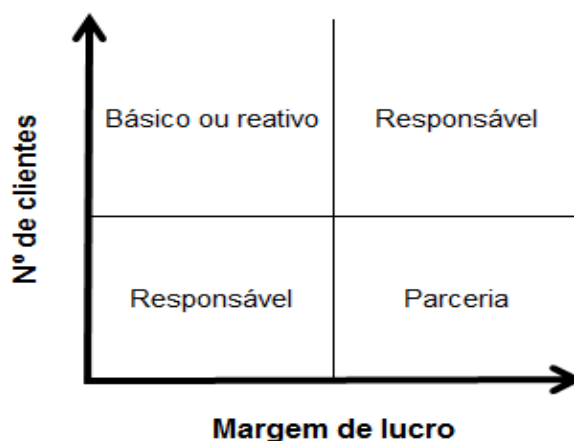 Nº de clientes
Básico ou reativo
Responsável
Responsável
Parceria
Margem de lucro